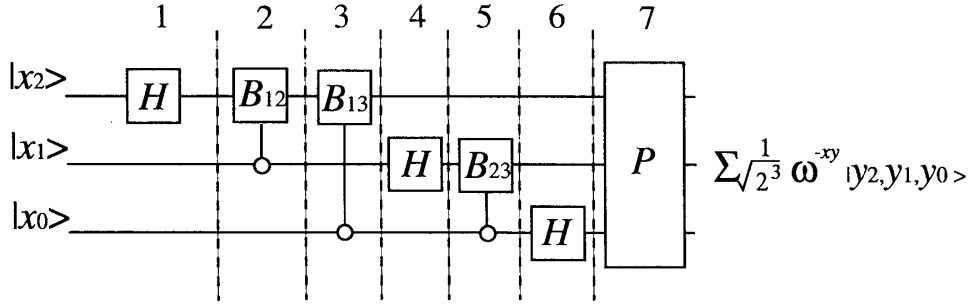 1 2 3 4 5 6 7
|x2> H B12 B13
|x1> H B23 P ∑√1/2³ ω^-xy |y2,y1,y0>
|x0> H